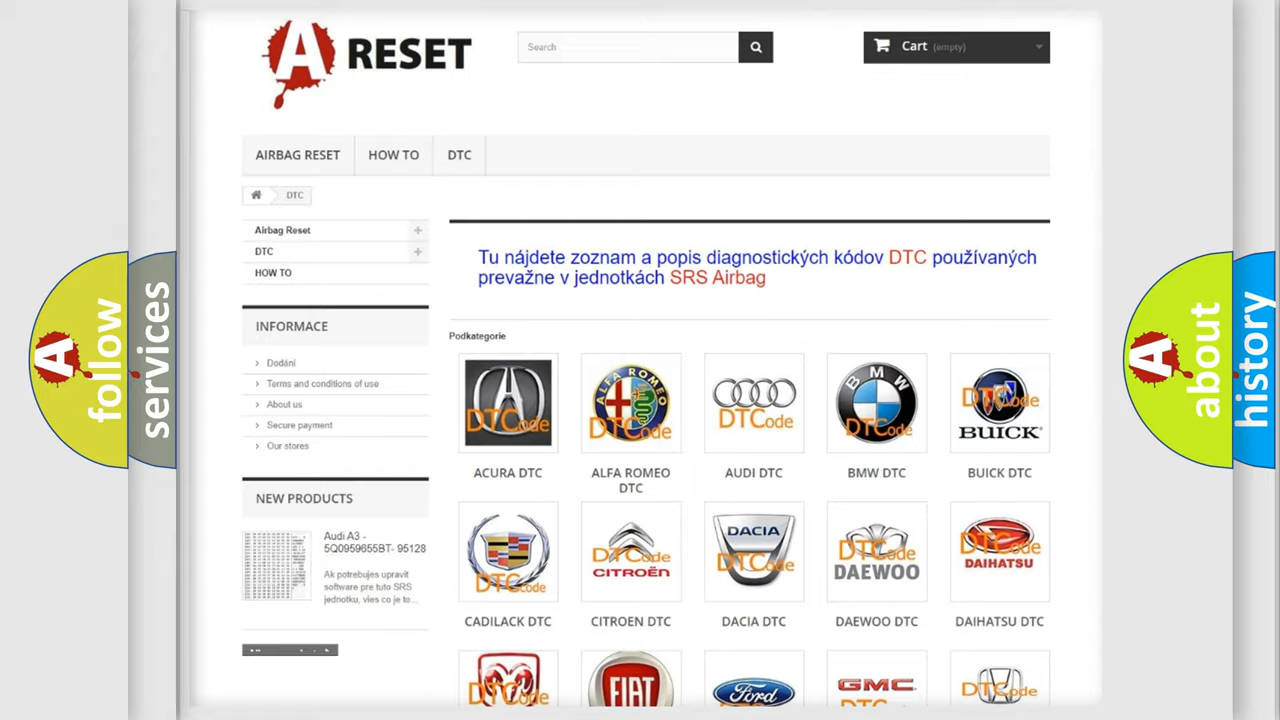 A RESET
Search
Cart (empty)
AIRBAG RESET
HOW TO
DTC
DTC
Airbag Reset
DTC
HOW TO
INFORMACE
Dodání
Terms and conditions of use
About us
Secure payment
Our stores
NEW PRODUCTS
Audi A3 -
5Q0959655BT- 95128
Ak potrebujes upravit
software pre tuto SRS
jednotku, vies co je to...
Tu nájdete zoznam a popis diagnostických kódov DTC používaných
prevažne v jednotkách SRS Airbag
Podkategorie
DTCode
ALFA ROMEO
DTCode
DTCode
BMW
DTCode
DTCode
BUICK
ACURA DTC
ALFA ROMEO
DTC
AUDI DTC
BMW DTC
BUICK DTC
DTCode
DTCode
CITROËN
DACIA
DTCode
DTCode
DAEWOO
DTCode
DAIHATSU
CADILACK DTC
CITROEN DTC
DACIA DTC
DAEWOO DTC
DAIHATSU DTC
DTCode
FIAT
Ford
GMC
DTCode
A follow
services
A about
history